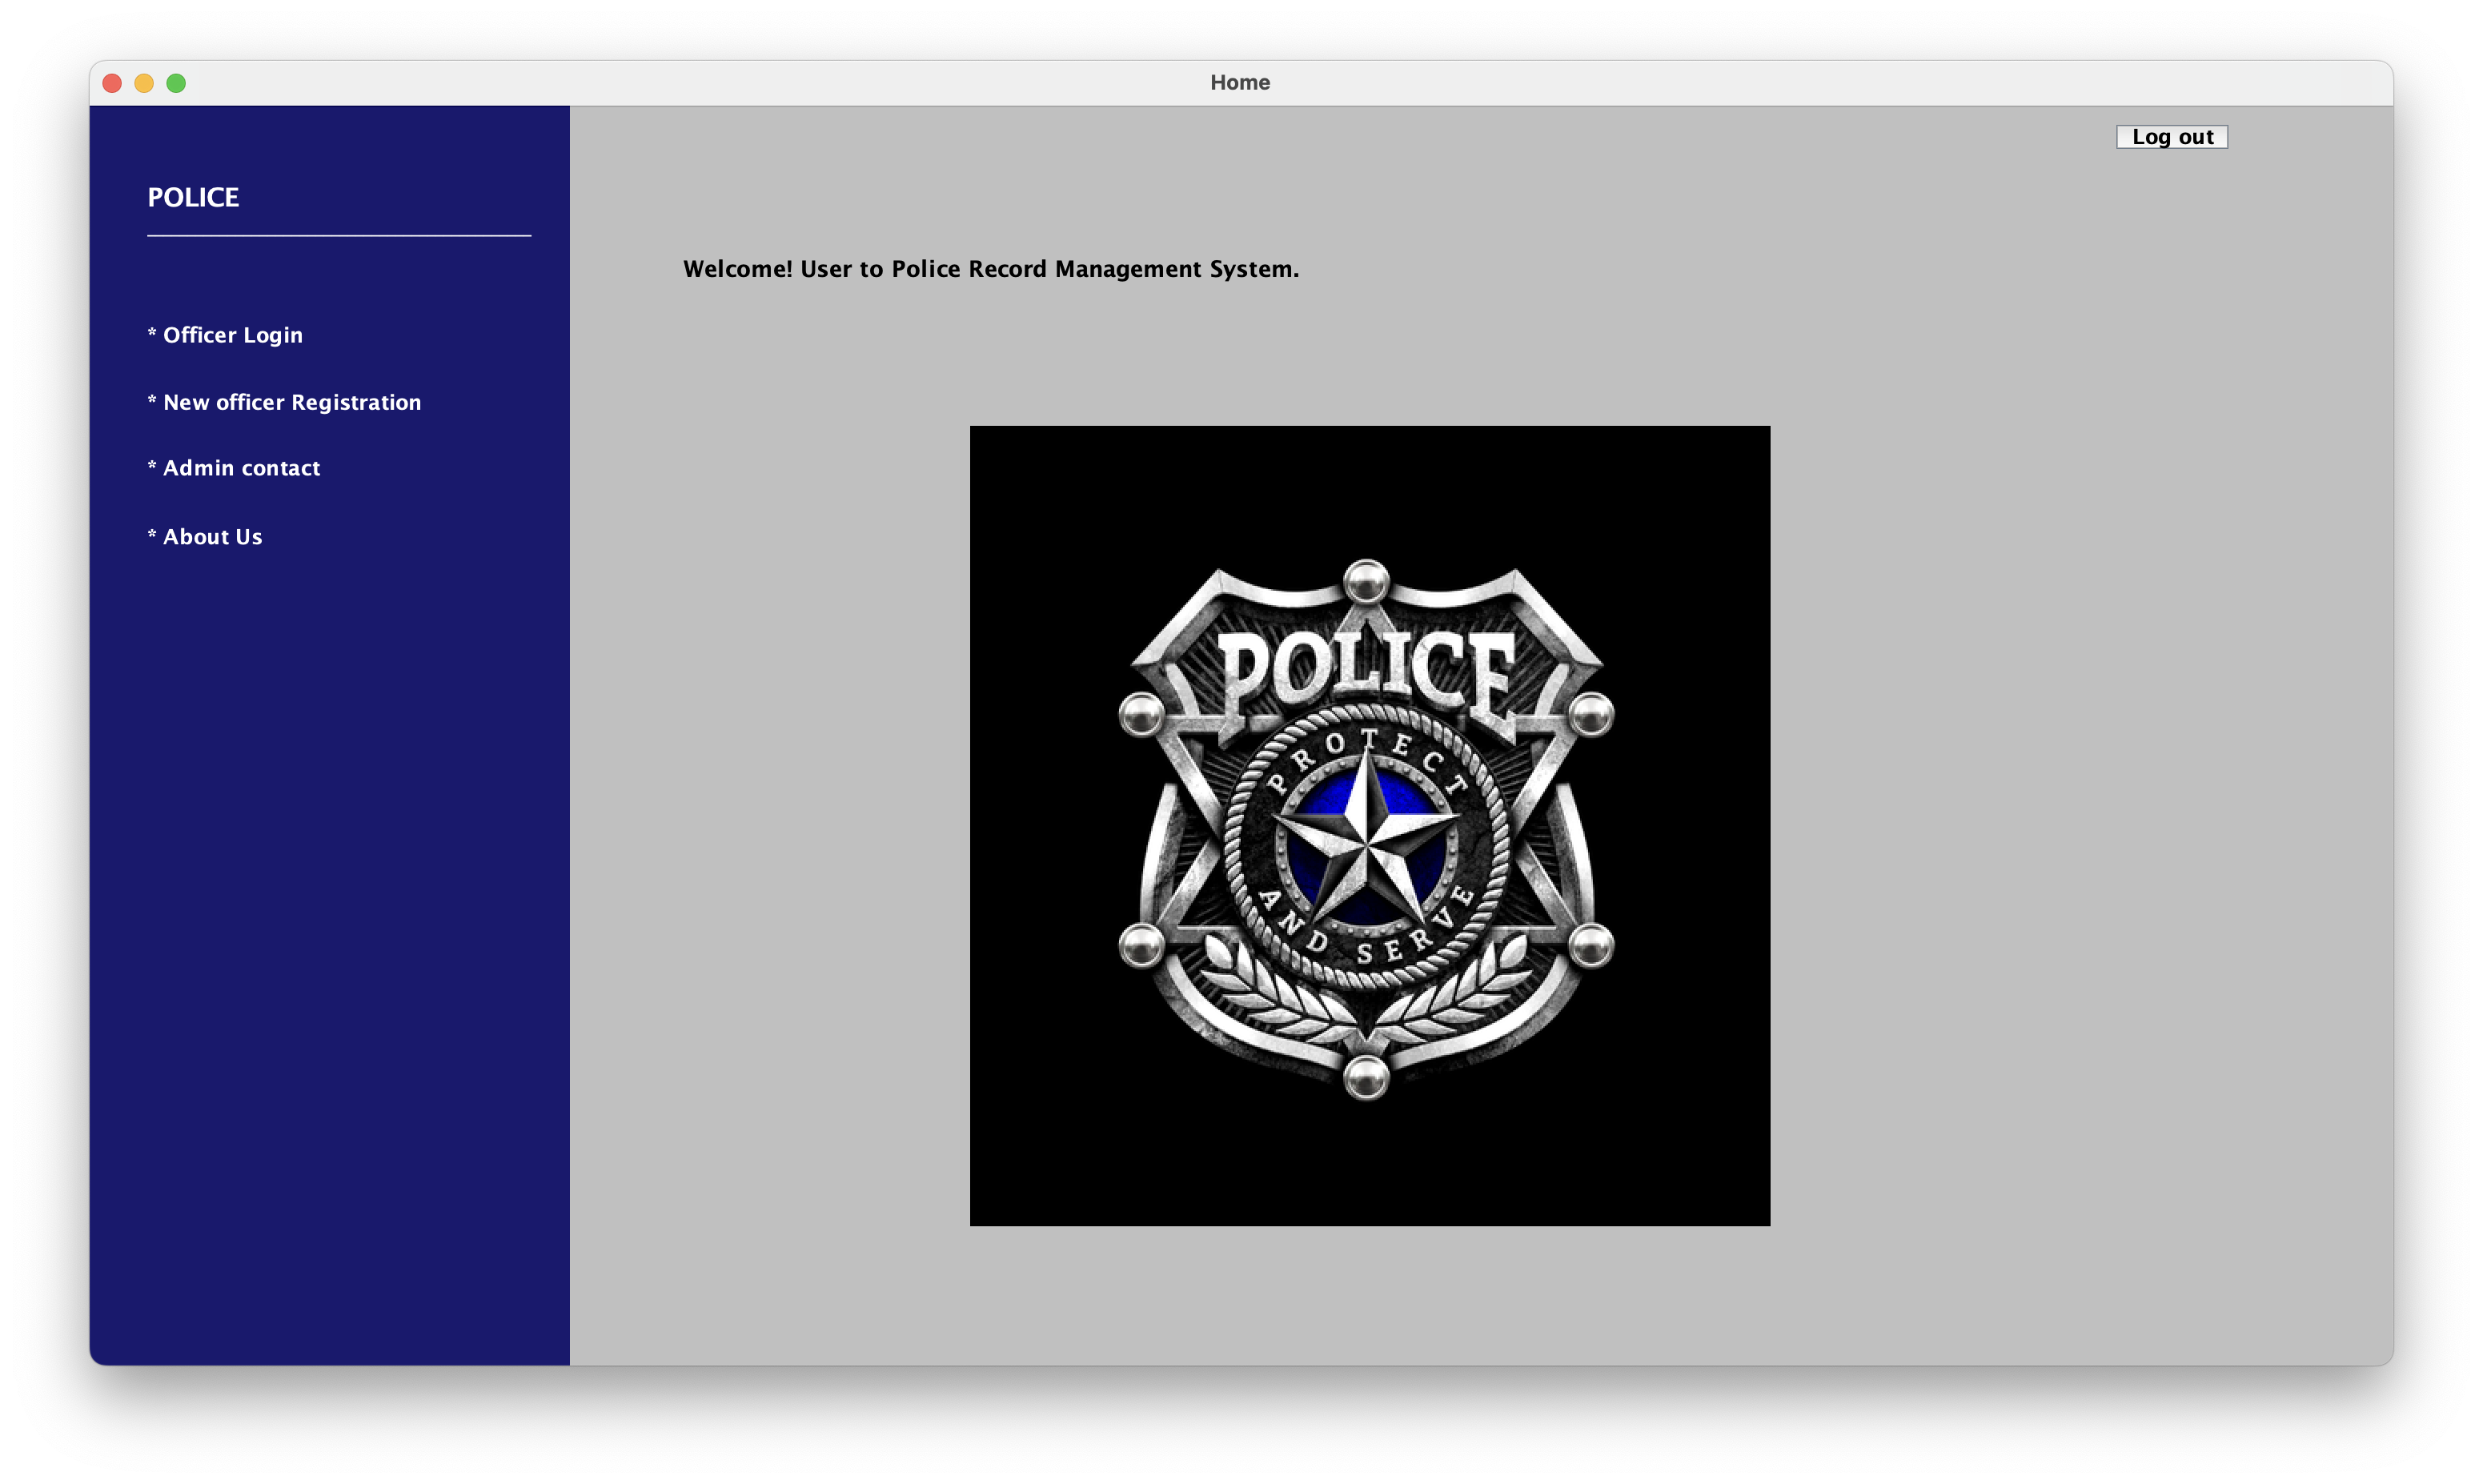 Home
Log out
POLICE
Welcome! User to Police Record Management System.
* Officer Login
* New officer Registration
* Admin contact
* About Us
POLICE
PROTECT
AND SERVE